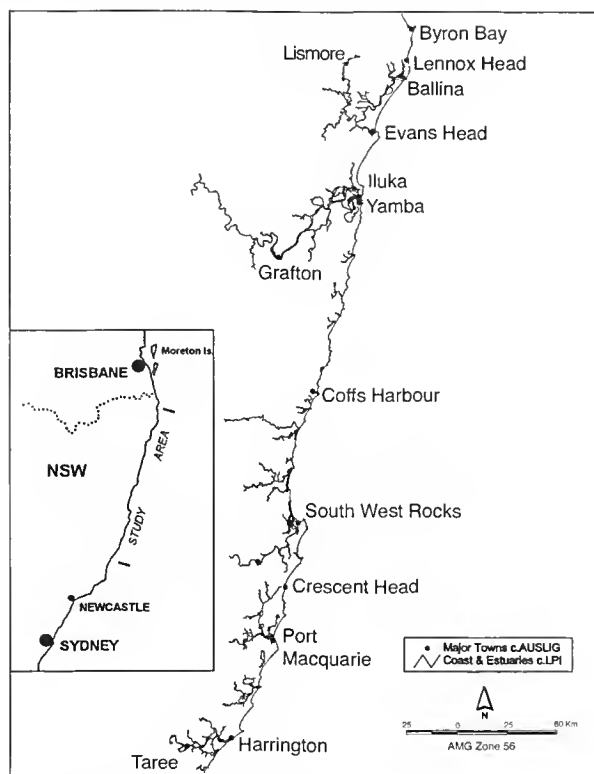 Byron Bay
Lismore
Lennox Head
Ballina
Evans Head
Iluka
Yamba
Grafton
Coffs Harbour
South West Rocks
Crescent Head
Port
Macquarie
Harrington
Taree
Moreton Is.
BRISBANE
NSW
STUDY AREA
NEWCASTLE
SYDNEY
Major Towns c.AUSLIG
Coast & Estuaries c.LPI
N
25 0 25 50 Km
AMG Zone 56